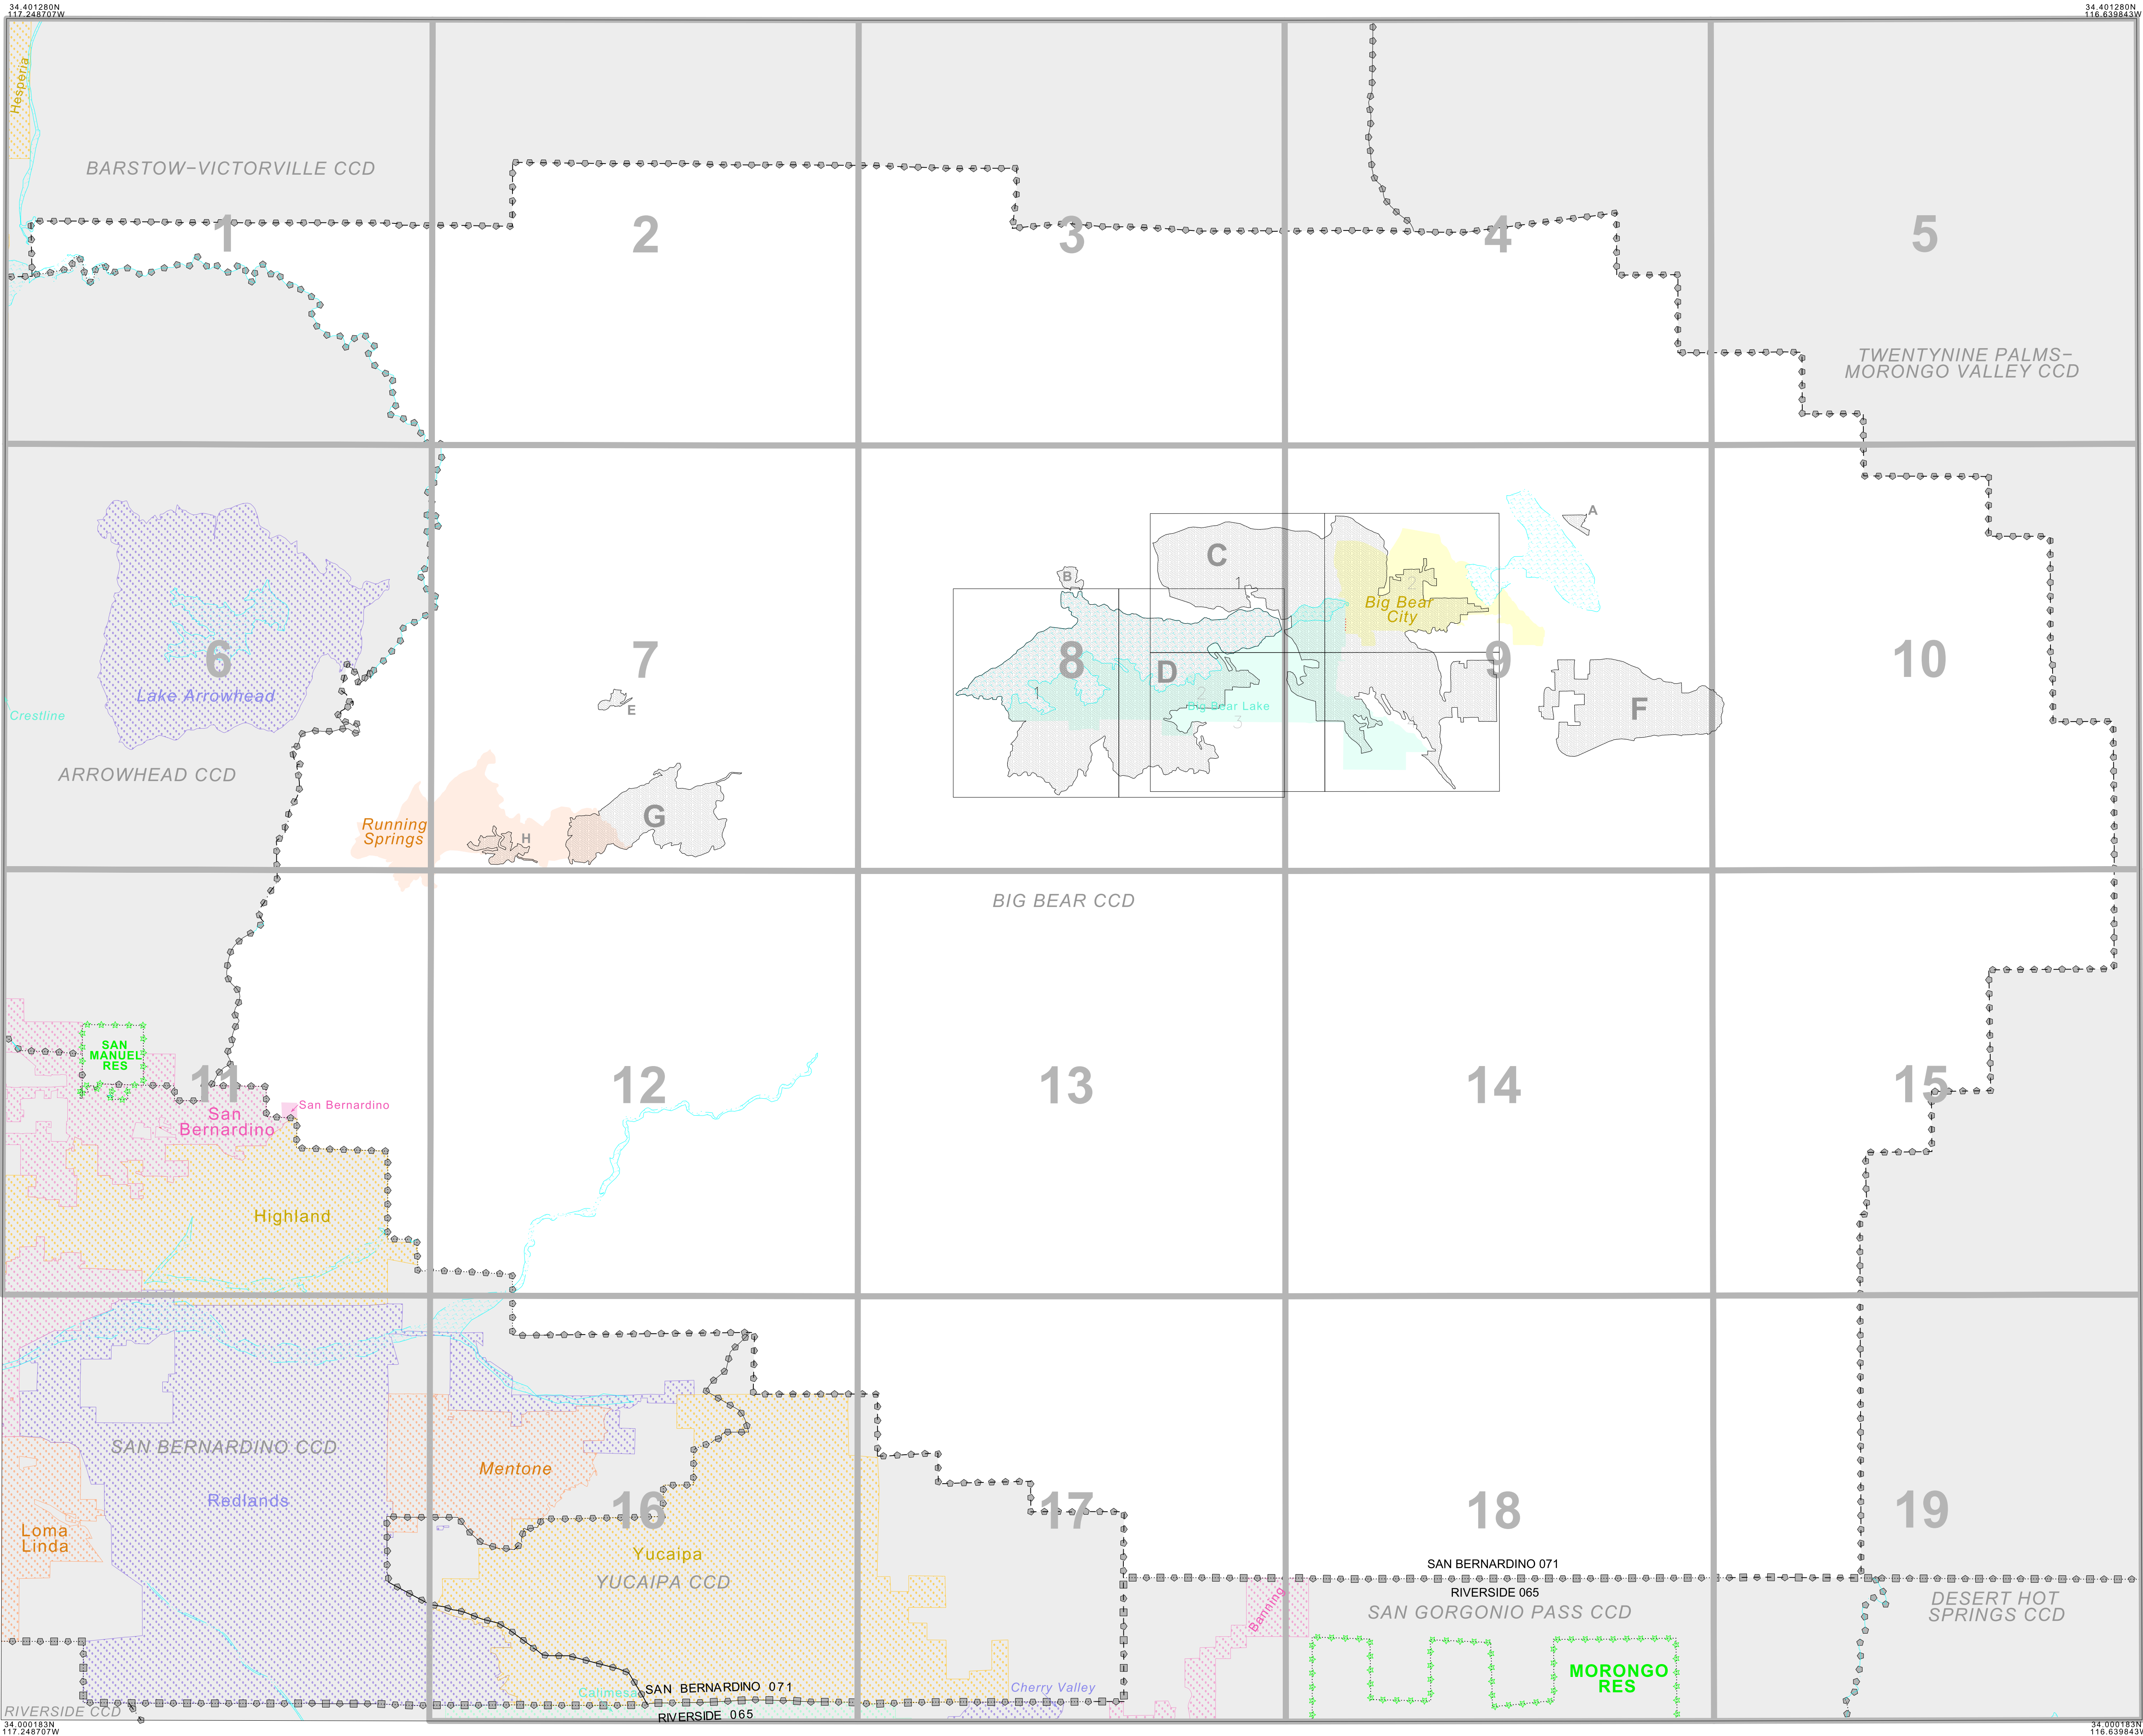 34.401280N
117.248707W
34.401280N
116.639843W
Hesperia
BARSTOW−VICTORVILLE CCD
1
2
3
4
5
TWENTYNINE PALMS−
MORONGO VALLEY CCD
A
C
B
1
2
Big Bear
City
6
7
8
D
9
10
Lake Arrowhead
E
1
2
Big Bear Lake
3
F
Crestline
ARROWHEAD CCD
Running
Springs
G
H
BIG BEAR CCD
SAN
MANUEL
RES
11
12
13
14
15
San Bernardino
San
Bernardino
Highland
SAN BERNARDINO CCD
Mentone
Redlands
16
17
18
19
Loma
Linda
Yucaipa
YUCAIPA CCD
SAN BERNARDINO 071
RIVERSIDE 065
Banning
SAN GORGONIO PASS CCD
DESERT HOT
SPRINGS CCD
MORONGO
RES
Calimesa
SAN BERNARDINO 071
Cherry Valley
RIVERSIDE CCD
RIVERSIDE 065
34.000183N
117.248707W
34.000183N
116.639843W